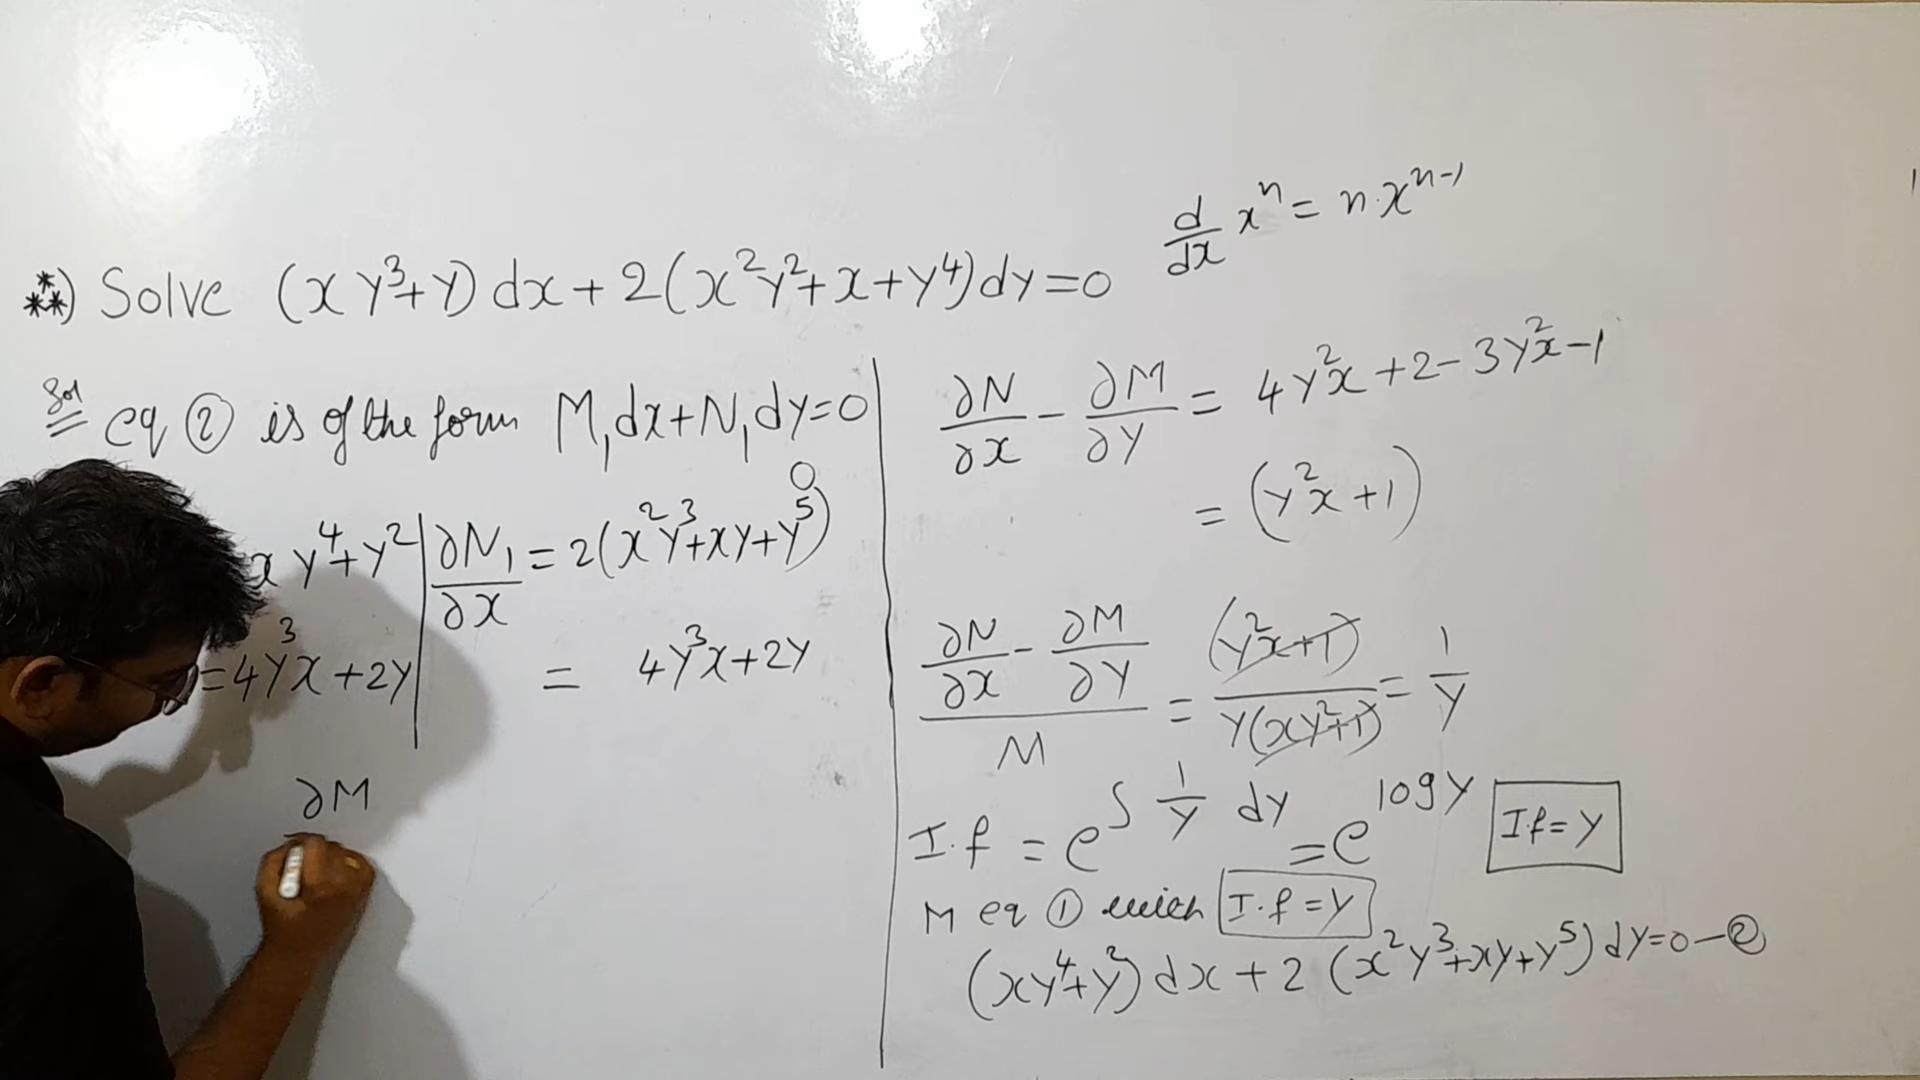 d/dx xⁿ = n·xⁿ⁻¹
⁂) Solve (xy³+y)dx+2(x²y²+x+y⁴)dy=0
Sol
eq ② is of the form M₁dx+N₁dy=0
0
xy⁴+y² | ∂N₁/∂x = 2(x²y³+xy+y⁵)
=4y³x+2y | = 4y³x+2y
∂M
∂N/∂x - ∂M/∂y = 4y²x+2-3y²x-1
= (y²x+1)
(∂N/∂x - ∂M/∂y)/M = (y²x+1)/y(xy²+1) = 1/y
I.f = e^∫ 1/y dy = e^log y I.f=y
M eq ① with I.f=y
(xy⁴+y²)dx+2(x²y³+xy+y⁵)dy=0-②